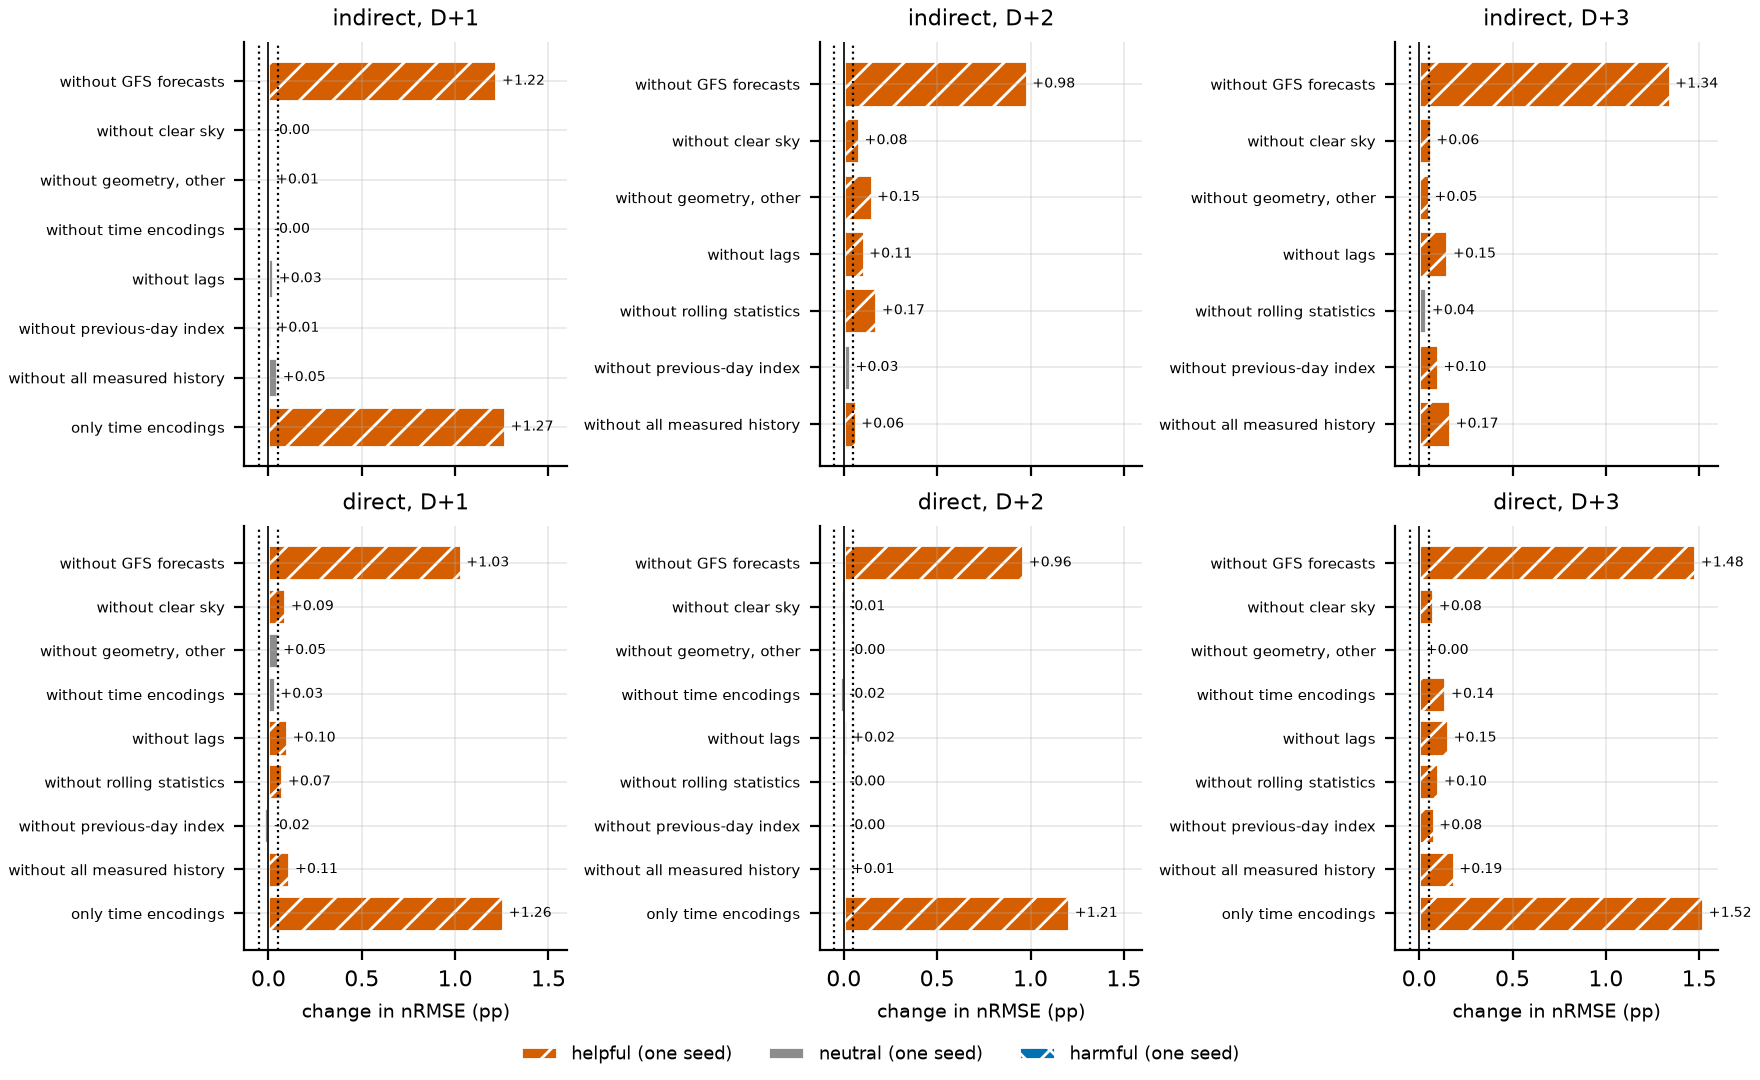 indirect, D+1
without GFS forecasts +1.22
without clear sky -0.00
without geometry, other +0.01
without time encodings -0.00
without lags +0.03
without previous-day index +0.01
without all measured history +0.05
only time encodings +1.27
indirect, D+2
without GFS forecasts +0.98
without clear sky +0.08
without geometry, other +0.15
without lags +0.11
without rolling statistics +0.17
without previous-day index +0.03
without all measured history +0.06
indirect, D+3
without GFS forecasts +1.34
without clear sky +0.06
without geometry, other +0.05
without lags +0.15
without rolling statistics +0.04
without previous-day index +0.10
without all measured history +0.17
direct, D+1
without GFS forecasts +1.03
without clear sky +0.09
without geometry, other +0.05
without time encodings +0.03
without lags +0.10
without rolling statistics +0.07
without previous-day index -0.02
without all measured history +0.11
only time encodings +1.26
0.0 0.5 1.0 1.5
change in nRMSE (pp)
direct, D+2
without GFS forecasts +0.96
without clear sky -0.01
without geometry, other -0.00
without time encodings -0.02
without lags +0.02
without rolling statistics -0.00
without previous-day index -0.00
without all measured history +0.01
only time encodings +1.21
0.0 0.5 1.0 1.5
change in nRMSE (pp)
direct, D+3
without GFS forecasts +1.48
without clear sky +0.08
without geometry, other +0.00
without time encodings +0.14
without lags +0.15
without rolling statistics +0.10
without previous-day index +0.08
without all measured history +0.19
only time encodings +1.52
0.0 0.5 1.0 1.5
change in nRMSE (pp)
helpful (one seed) neutral (one seed) harmful (one seed)